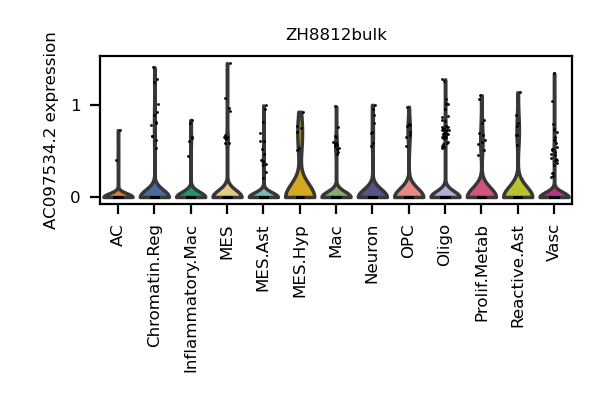 ZH8812bulk
AC097534.2 expression
1
0
AC
Chromatin.Reg
Inflammatory.Mac
MES
MES.Ast
MES.Hyp
Mac
Neuron
OPC
Oligo
Prolif.Metab
Reactive.Ast
Vasc